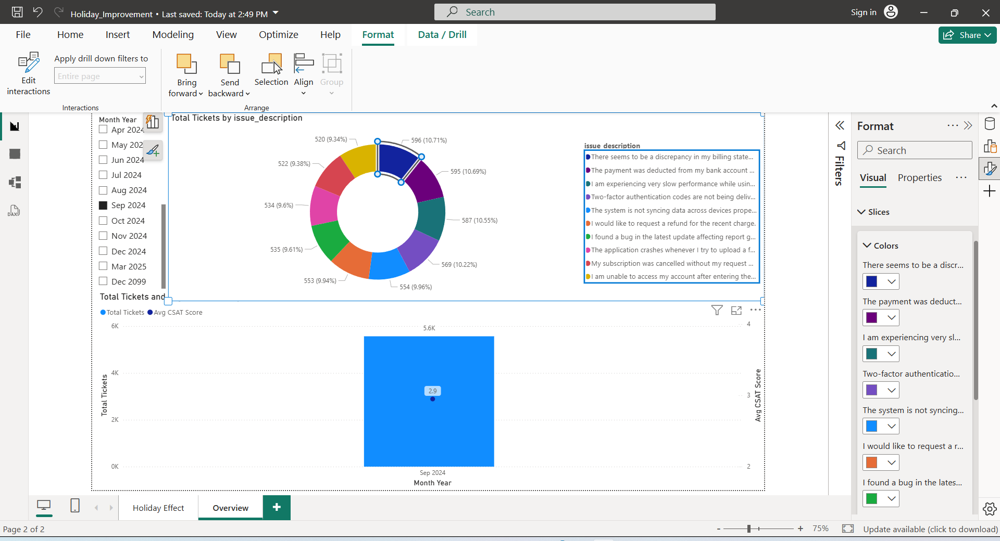 Holiday_Improvement • Last saved: Today at 2:49 PM
Search
Sign in
File Home Insert Modeling View Optimize Help Format Data / Drill
Share
Edit interactions
Apply drill down filters to
Entire page
Interactions
Bring forward
Send backward
Selection
Align
Group
Arrange
Month Year
Apr 2024
May 202
Jun 2024
Jul 2024
Aug 2024
Sep 2024
Oct 2024
Nov 2024
Dec 2024
Mar 2025
Dec 2099
DAX
Total Tickets by issue_description
520 (9.34%)
596 (10.71%)
522 (9.38%)
595 (10.69%)
534 (9.6%)
587 (10.55%)
535 (9.61%)
569 (10.22%)
553 (9.94%)
554 (9.96%)
issue_description
There seems to be a discrepancy in my billing state...
The payment was deducted from my bank account ...
I am experiencing very slow performance while usin...
Two-factor authentication codes are not being deliv...
The system is not syncing data across devices prope...
I would like to request a refund for the recent charge.
I found a bug in the latest update affecting report g...
The application crashes whenever I try to upload a f...
My subscription was cancelled without my request ...
I am unable to access my account after entering the...
Total Tickets and
Total Tickets Avg CSAT Score
6K
4K
2K
0K
Total Tickets
5.6K
2.9
4
3
2
Avg CSAT Score
Sep 2024
Month Year
Filters
Format
Search
Visual Properties
Slices
Colors
There seems to be a discr...
The payment was deduct...
I am experiencing very sl...
Two-factor authenticatio...
The system is not syncing...
I would like to request a r...
I found a bug in the lates...
Holiday Effect Overview
Page 2 of 2
- + 75%
Update available (click to download)